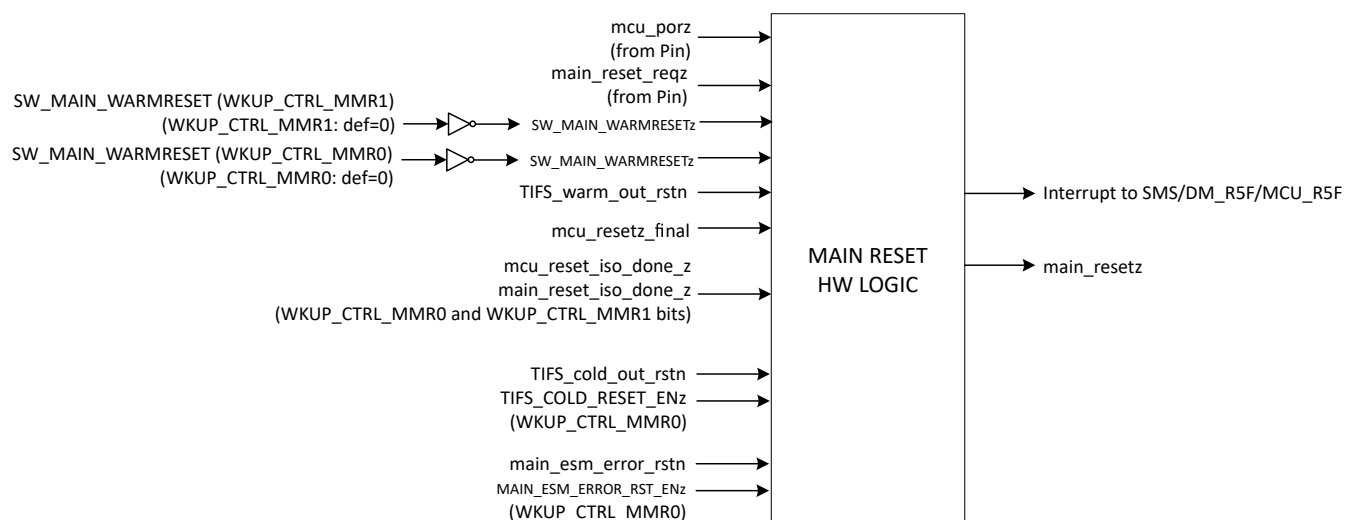 mcu_porz
(from Pin)
main_reset_reqz
(from Pin)
SW_MAIN_WARMRESET (WKUP_CTRL_MMR1)
(WKUP_CTRL_MMR1: def=0)
SW_MAIN_WARMRESETz
SW_MAIN_WARMRESET (WKUP_CTRL_MMR0)
(WKUP_CTRL_MMR0: def=0)
SW_MAIN_WARMRESETz
TIFS_warm_out_rstn
mcu_resetz_final
mcu_reset_iso_done_z
main_reset_iso_done_z
(WKUP_CTRL_MMR0 and WKUP_CTRL_MMR1 bits)
TIFS_cold_out_rstn
TIFS_COLD_RESET_ENz
(WKUP_CTRL_MMR0)
main_esm_error_rstn
MAIN_ESM_ERROR_RST_ENz
(WKUP_CTRL_MMR0)
MAIN RESET
HW LOGIC
Interrupt to SMS/DM_R5F/MCU_R5F
main_resetz